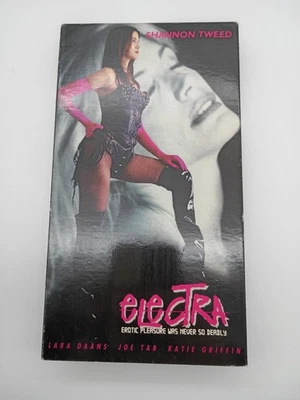 SHANNON TWEED
eLeCTRA
EROTIC PLEASURE WAS NEVER SO DEADLY
LARA DAANS JOE TAB KATIE GRIFFIN